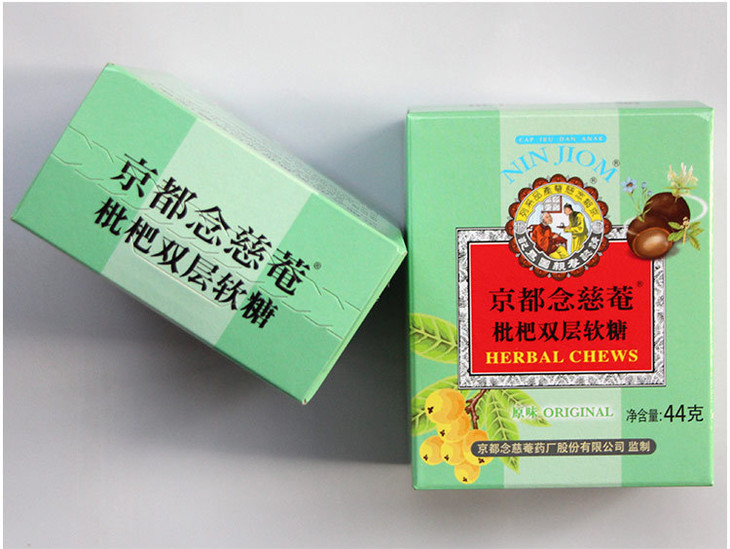 京都念慈菴®
枇杷双层软糖
CAP IBU DAN ANAK
NIN JIOM®
京都念慈菴®
枇杷双层软糖
HERBAL CHEWS
原味 ORIGINAL
净含量:44克
京都念慈菴药厂股份有限公司 监制